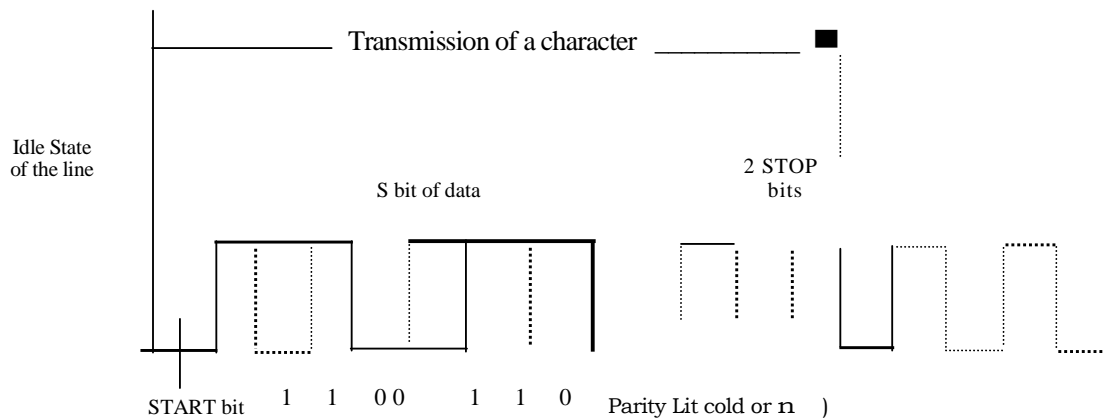 Transmission of a character
Idle State
of the line
2 STOP
bits
S bit of data
START bit
1 1 0 0 1 1 0
Parity Lit cold or n )